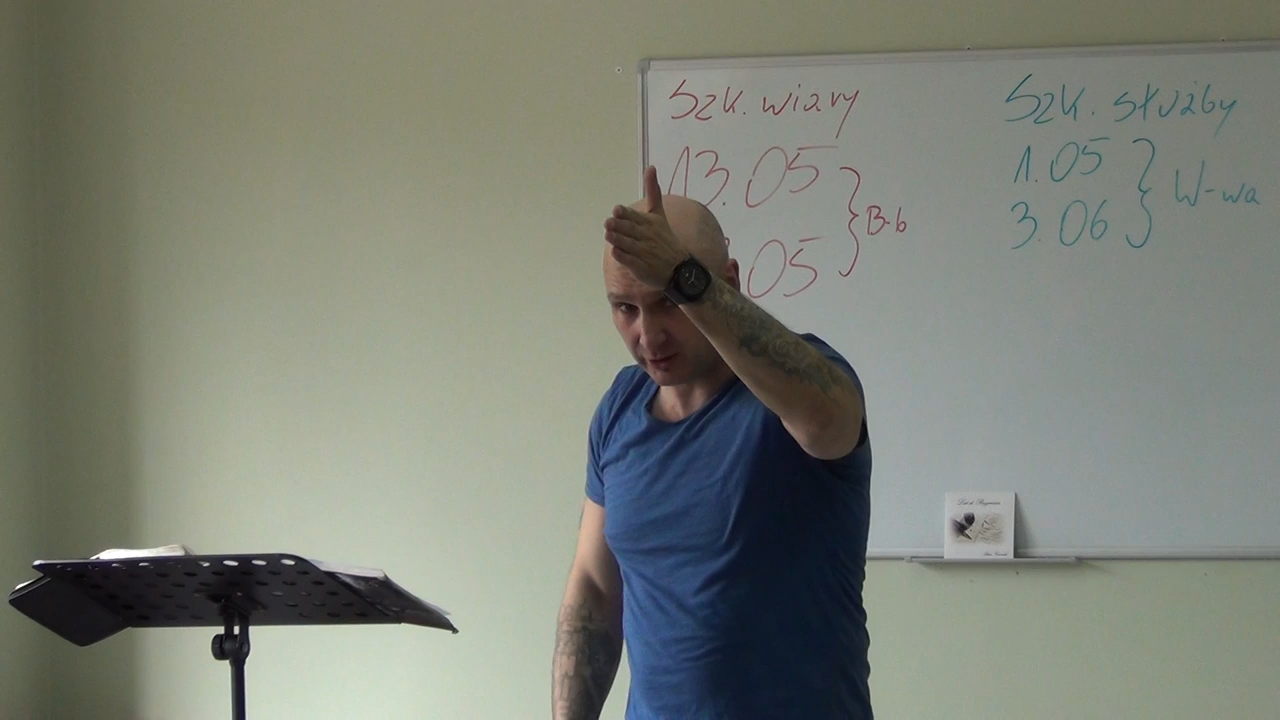 Szk. wiary
13.05
.05
B-b
Szk. służby
1.05
3.06
W-wa